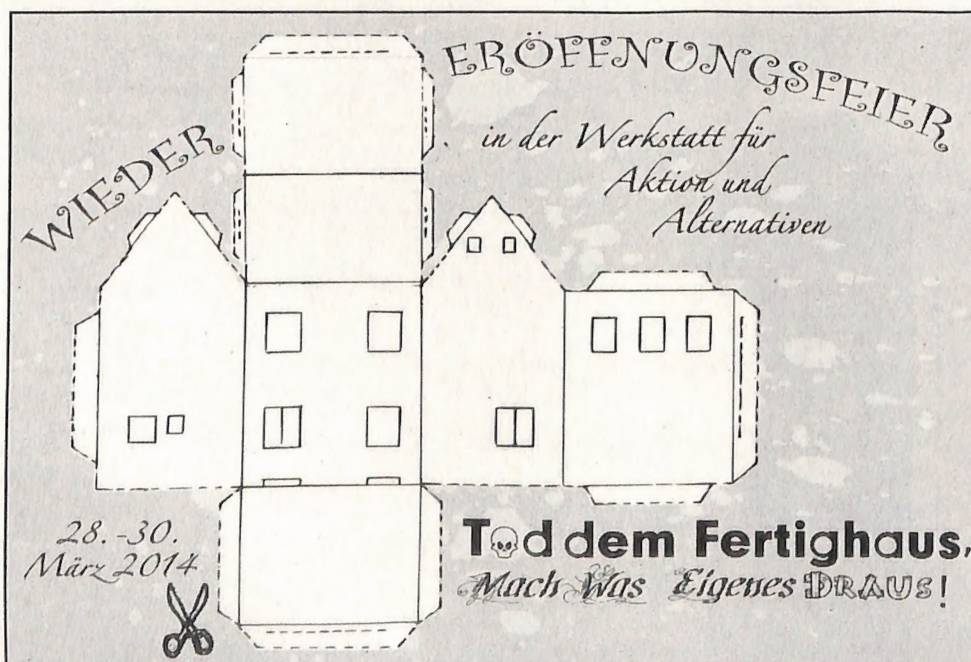 WIEDER
ERÖFFNUNGSFEIER
in der Werkstatt für
Aktion und
Alternativen
28.-30.
März 2014
Tod dem Fertighaus,
Mach Was Eigenes DRAUS!